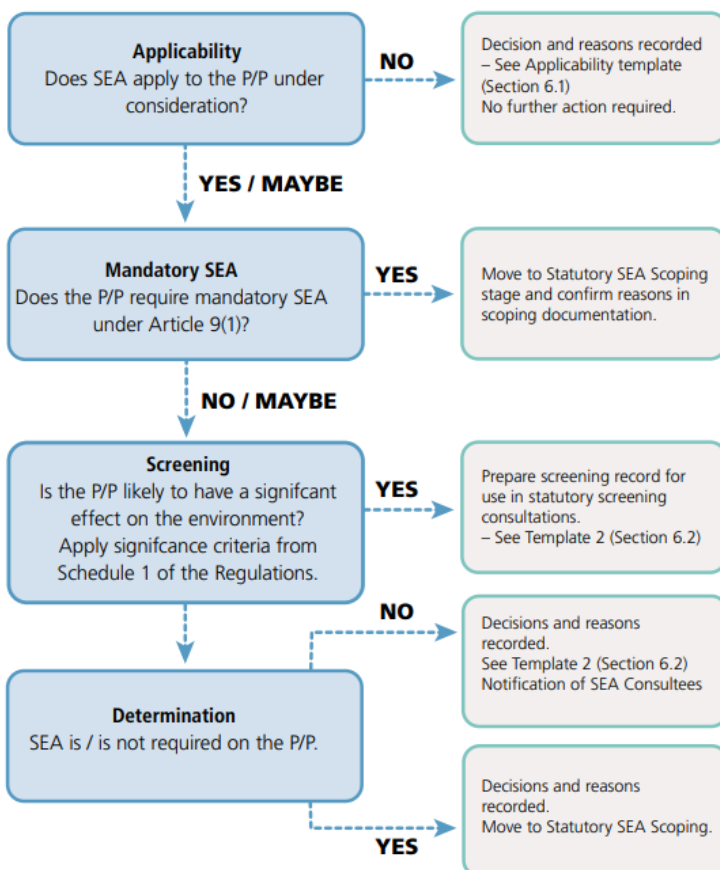 Applicability
Does SEA apply to the P/P under
consideration?
NO
Decision and reasons recorded
– See Applicability template
(Section 6.1)
No further action required.
YES / MAYBE
Mandatory SEA
Does the P/P require mandatory SEA
under Article 9(1)?
YES
Move to Statutory SEA Scoping
stage and confirm reasons in
scoping documentation.
NO / MAYBE
Screening
Is the P/P likely to have a signifcant
effect on the environment?
Apply signifcance criteria from
Schedule 1 of the Regulations.
YES
Prepare screening record for
use in statutory screening
consultations.
– See Template 2 (Section 6.2)
Determination
SEA is / is not required on the P/P.
NO
Decisions and reasons
recorded.
See Template 2 (Section 6.2)
Notification of SEA Consultees
YES
Decisions and reasons
recorded.
Move to Statutory SEA Scoping.